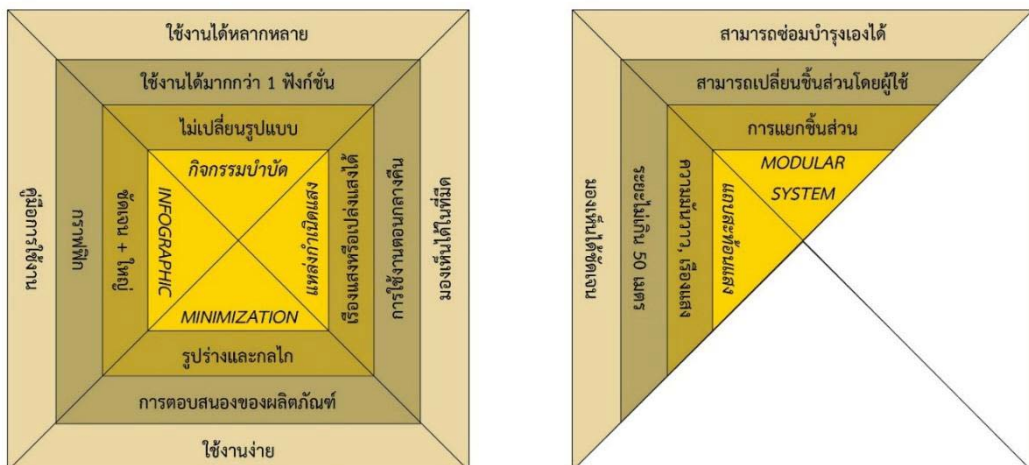 ใช้งานได้หลากหลาย
ใช้งานได้มากกว่า 1 ฟังก์ชั่น
ไม่เปลี่ยนรูปแบบ
กิจกรรมบำบัด
คู่มือการใช้งาน
กราฟฟิก
ชัดเจน + ใหญ่
INFOGRAPHIC
แหล่งกำเนิดแสง
เรืองแสงหรือเปล่งแสงได้
การใช้งานตอนกลางคืน
มองเห็นได้ในที่มืด
MINIMIZATION
รูปร่างและกลไก
การตอบสนองของผลิตภัณฑ์
ใช้งานง่าย
สามารถซ่อมบำรุงเองได้
สามารถเปลี่ยนชิ้นส่วนโดยผู้ใช้
การแยกชิ้นส่วน
MODULAR
SYSTEM
มองเห็นได้ชัดเจน
ระยะไม่เกิน 50 เมตร
ความมันวาว, เรืองแสง
แถบสะท้อนแสง